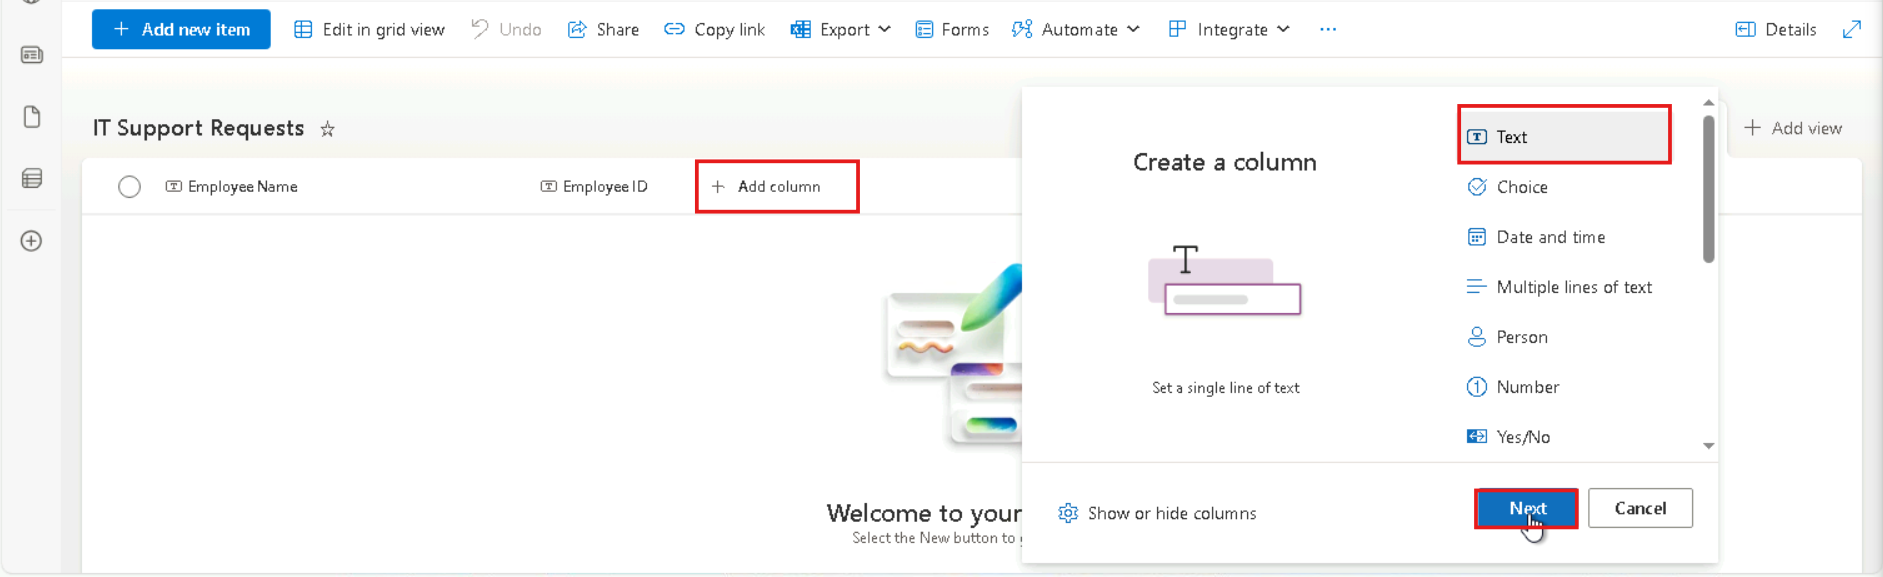 Add new item Edit in grid view Undo Share Copy link Export Forms Automate Integrate ... Details
IT Support Requests
Add view
Employee Name Employee ID Add column
Create a column
T
Set a single line of text
Text
Choice
Date and time
Multiple lines of text
Person
Number
Yes/No
Welcome to your
Select the New button to
Show or hide columns
Next Cancel